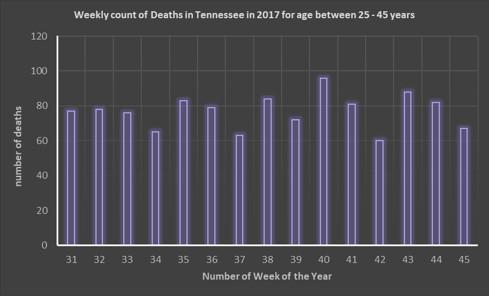 Weekly count of Deaths in Tennessee in 2017 for age between 25 - 45 years
120
100
80
60
40
20
0
number of deaths
31 32 33 34 35 36 37 38 39 40 41 42 43 44 45
Number of Week of the Year